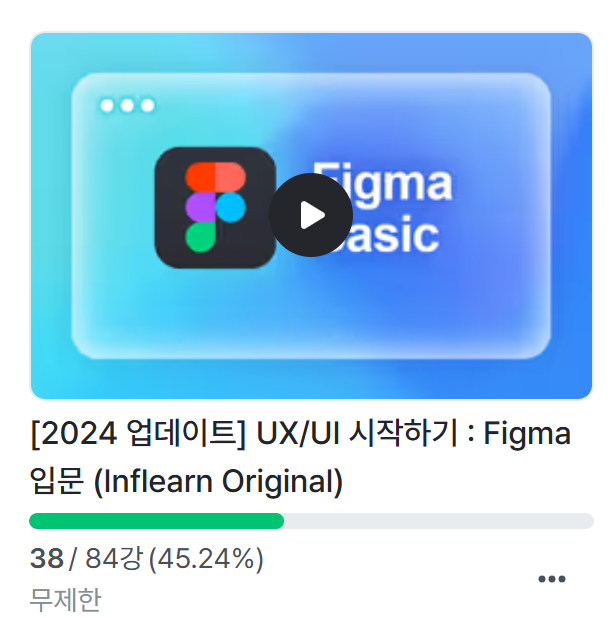 Figma
Basic
[2024 업데이트] UX/UI 시작하기 : Figma
입문 (Inflearn Original)
38 / 84강 (45.24%)
무제한